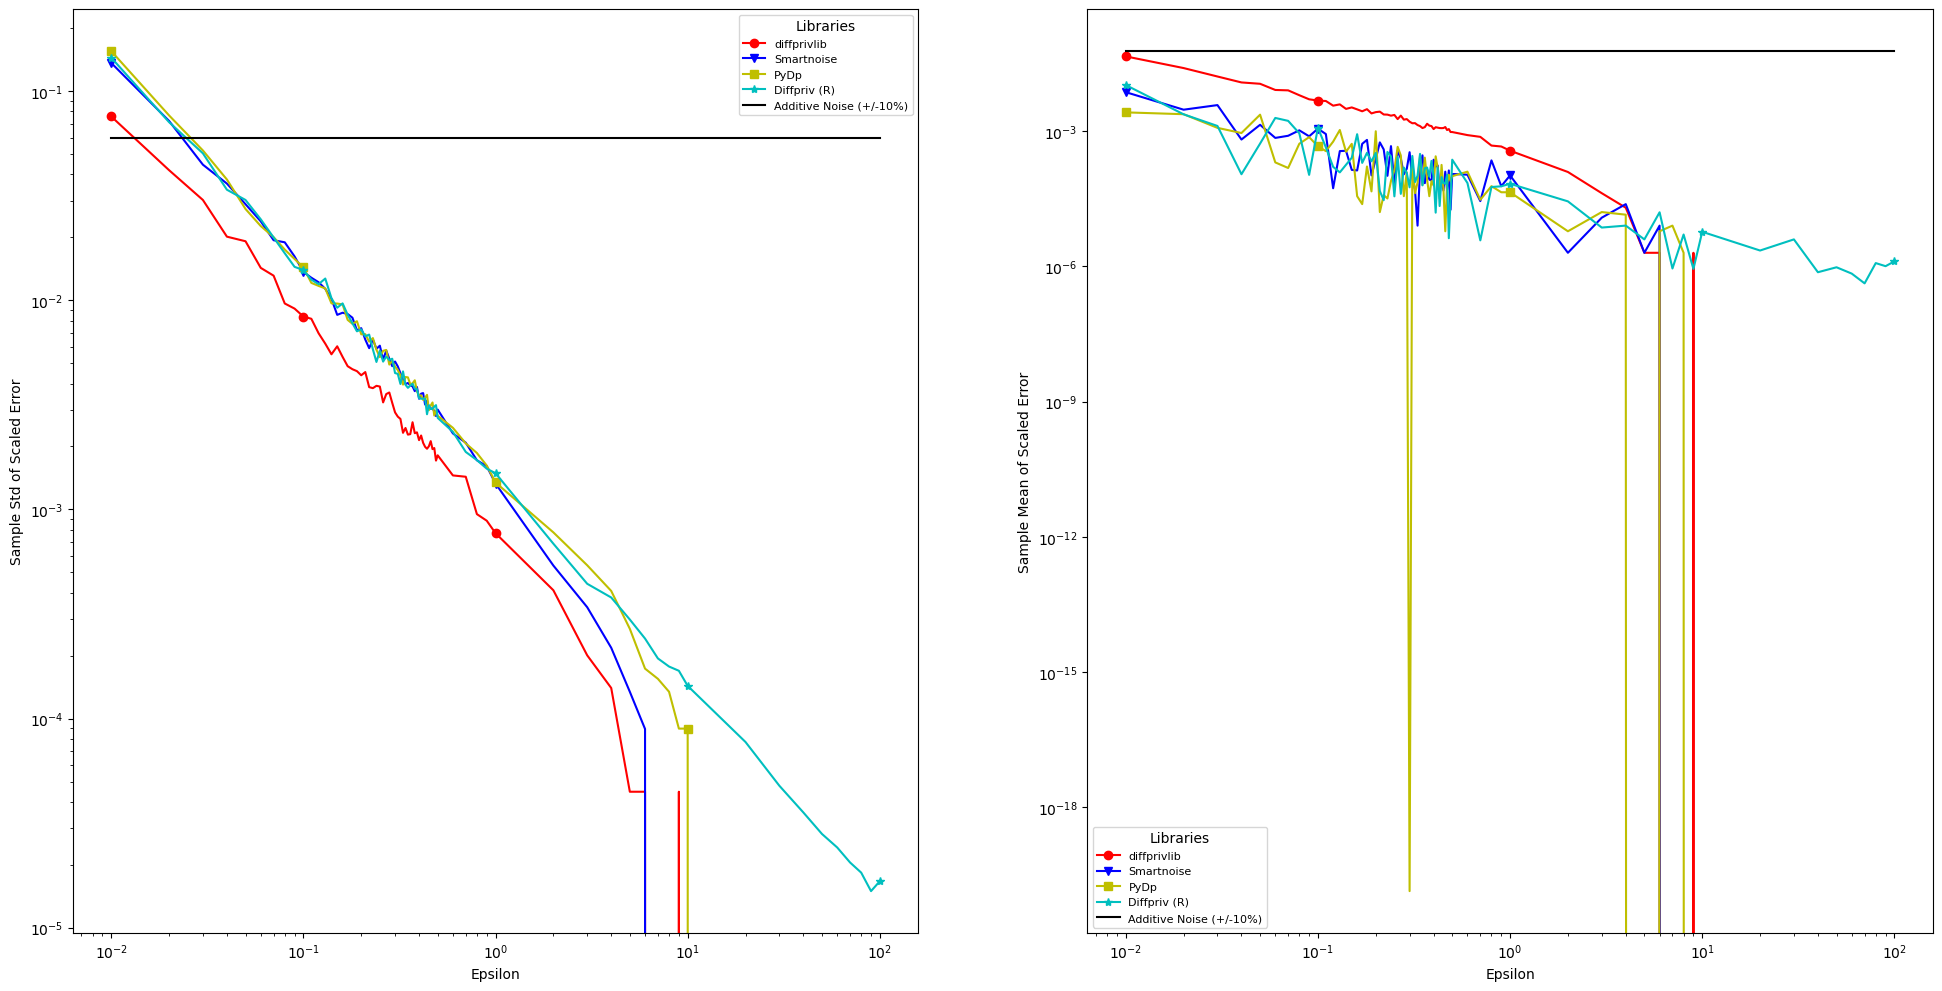 Libraries
diffprivlib
Smartnoise
PyDp
Diffpriv (R)
Additive Noise (+/-10%)
Sample Std of Scaled Error
10⁻¹
10⁻²
10⁻³
10⁻⁴
10⁻⁵
10⁻² 10⁻¹ 10⁰ 10¹ 10²
Epsilon
Sample Mean of Scaled Error
10⁻³
10⁻⁶
10⁻⁹
10⁻¹²
10⁻¹⁵
10⁻¹⁸
Libraries
diffprivlib
Smartnoise
PyDp
Diffpriv (R)
Additive Noise (+/-10%)
10⁻² 10⁻¹ 10⁰ 10¹ 10²
Epsilon